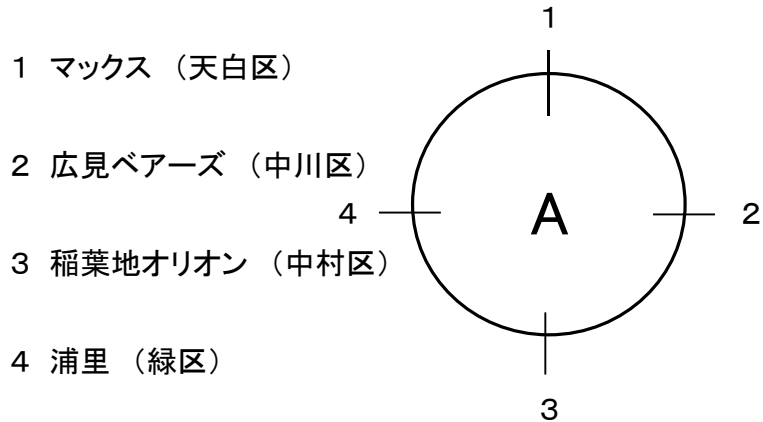 1
1 マックス （天白区）
2 広見ベアーズ （中川区）
4
A
2
3 稲葉地オリオン （中村区）
4 浦里 （緑区）
3